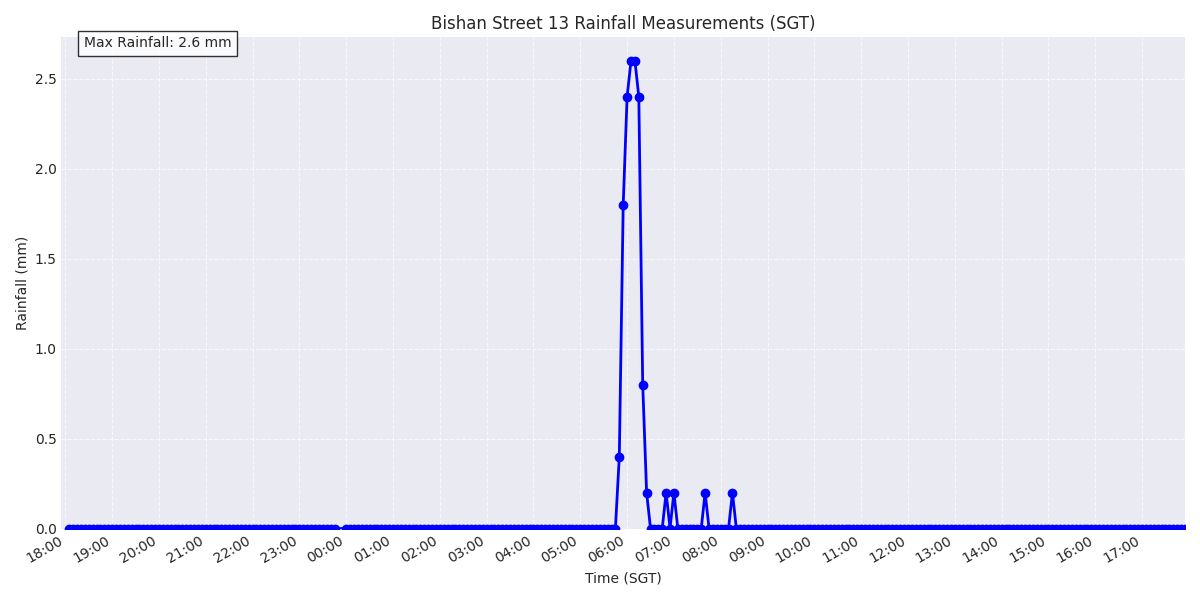 Bishan Street 13 Rainfall Measurements (SGT)
Max Rainfall: 2.6 mm
Rainfall (mm)
2.5
2.0
1.5
1.0
0.5
0.0
18:00 19:00 20:00 21:00 22:00 23:00 00:00 01:00 02:00 03:00 04:00 05:00 06:00 07:00 08:00 09:00 10:00 11:00 12:00 13:00 14:00 15:00 16:00 17:00
Time (SGT)